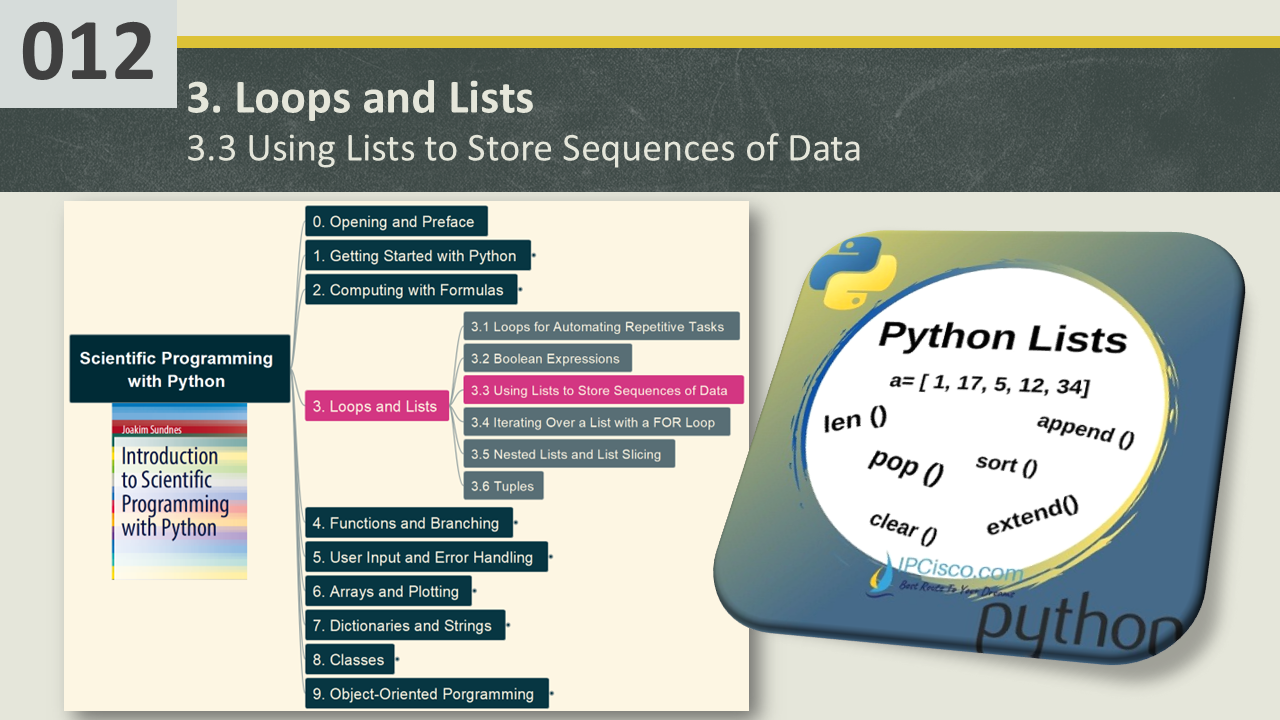 012
3. Loops and Lists
3.3 Using Lists to Store Sequences of Data
Scientific Programming
with Python
Joakim Sundnes
Introduction
to Scientific
Programming
with Python
0. Opening and Preface
1. Getting Started with Python
2. Computing with Formulas
3. Loops and Lists
3.1 Loops for Automating Repetitive Tasks
3.2 Boolean Expressions
3.3 Using Lists to Store Sequences of Data
3.4 Iterating Over a List with a FOR Loop
3.5 Nested Lists and List Slicing
3.6 Tuples
4. Functions and Branching
5. User Input and Error Handling
6. Arrays and Plotting
7. Dictionaries and Strings
8. Classes
9. Object-Oriented Porgramming
Python Lists
a= [ 1, 17, 5, 12, 34]
len ()
append ()
pop ()
sort ()
clear ()
extend()
IPCisco.com
Best Route To Your Dreams
python